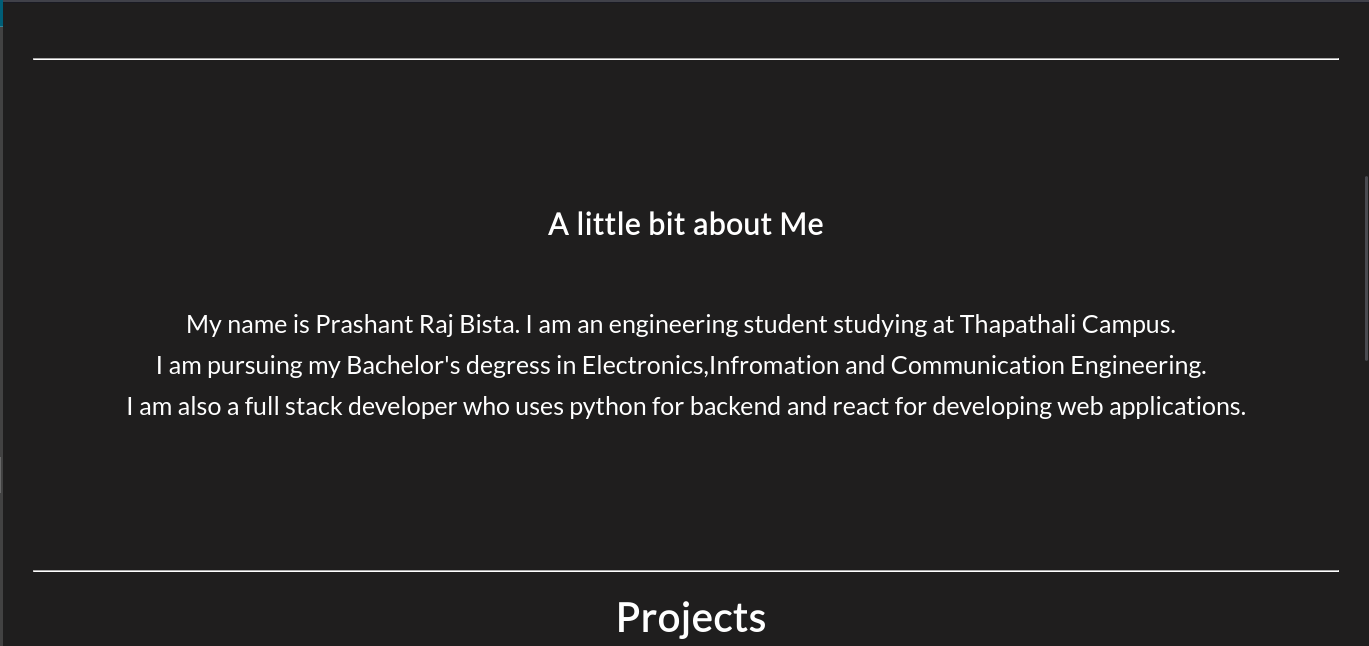 A little bit about Me
My name is Prashant Raj Bista. I am an engineering student studying at Thapathali Campus.
I am pursuing my Bachelor's degress in Electronics,Infromation and Communication Engineering.
I am also a full stack developer who uses python for backend and react for developing web applications.
Projects